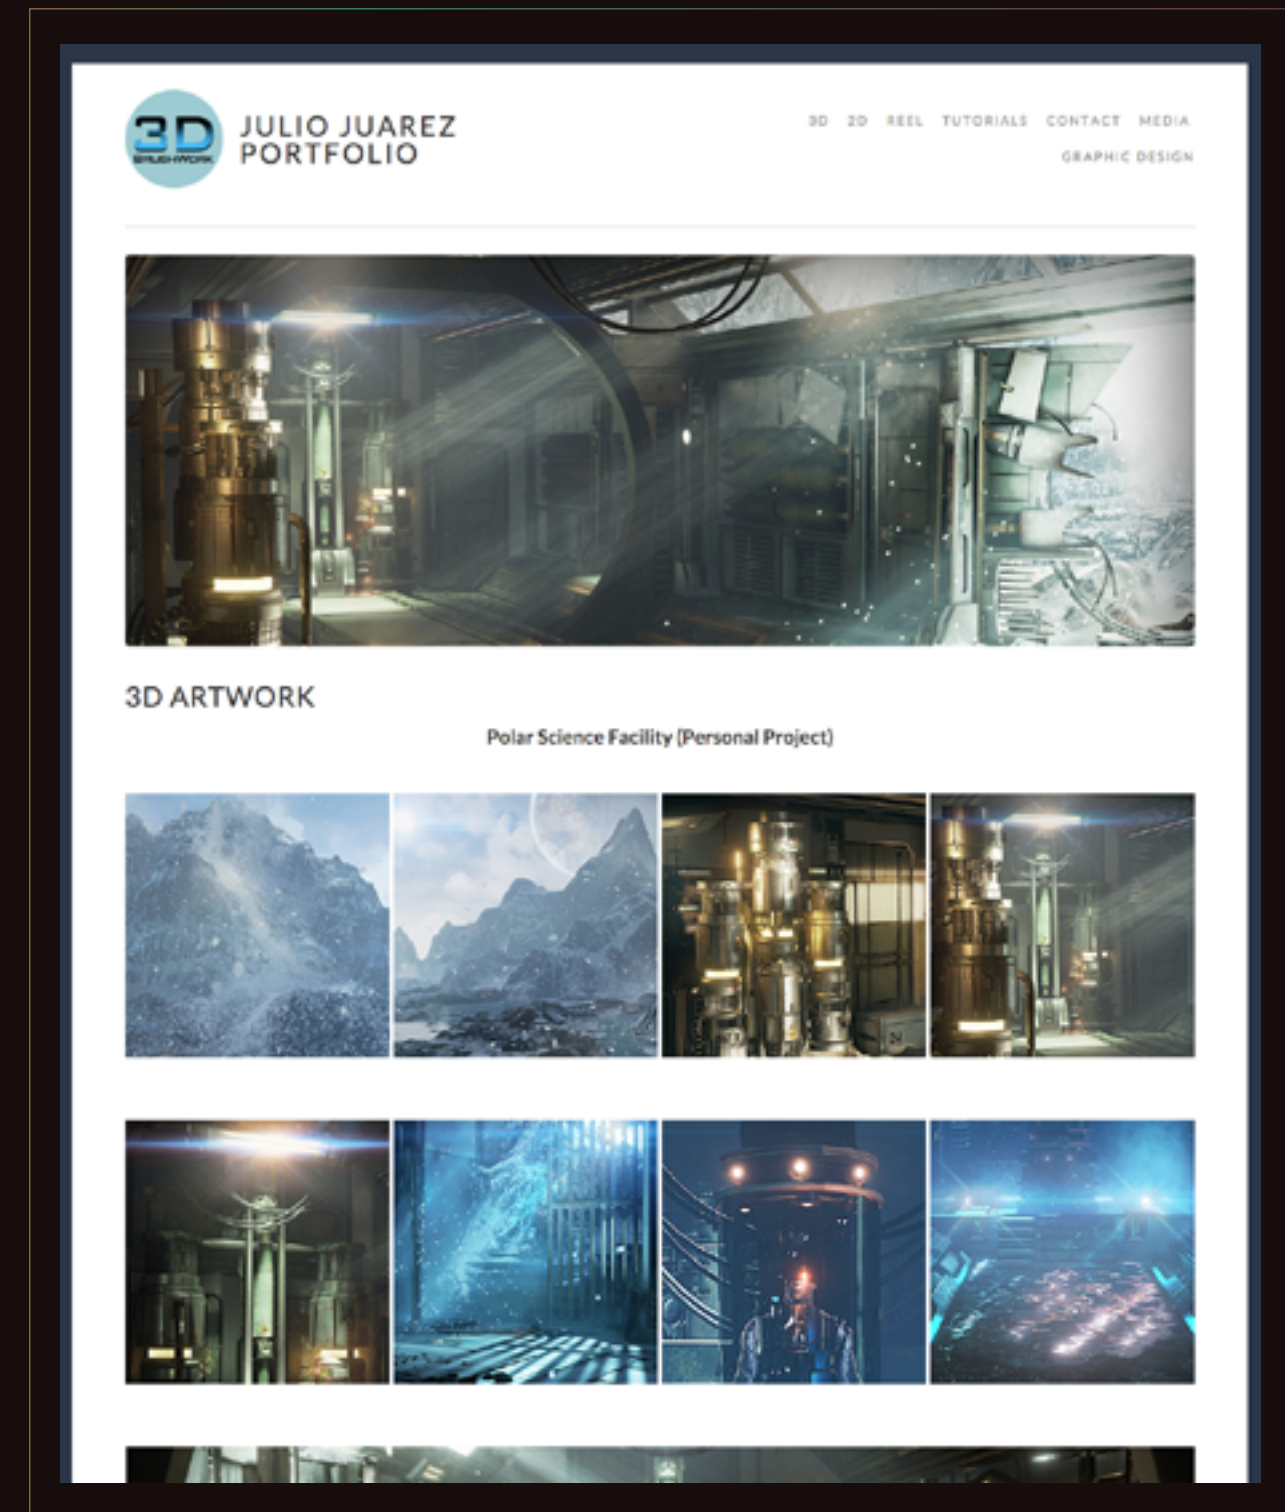 3D
BRUSHWORK
JULIO JUAREZ
PORTFOLIO
3D 2D REEL TUTORIALS CONTACT MEDIA
GRAPHIC DESIGN
3D ARTWORK
Polar Science Facility (Personal Project)